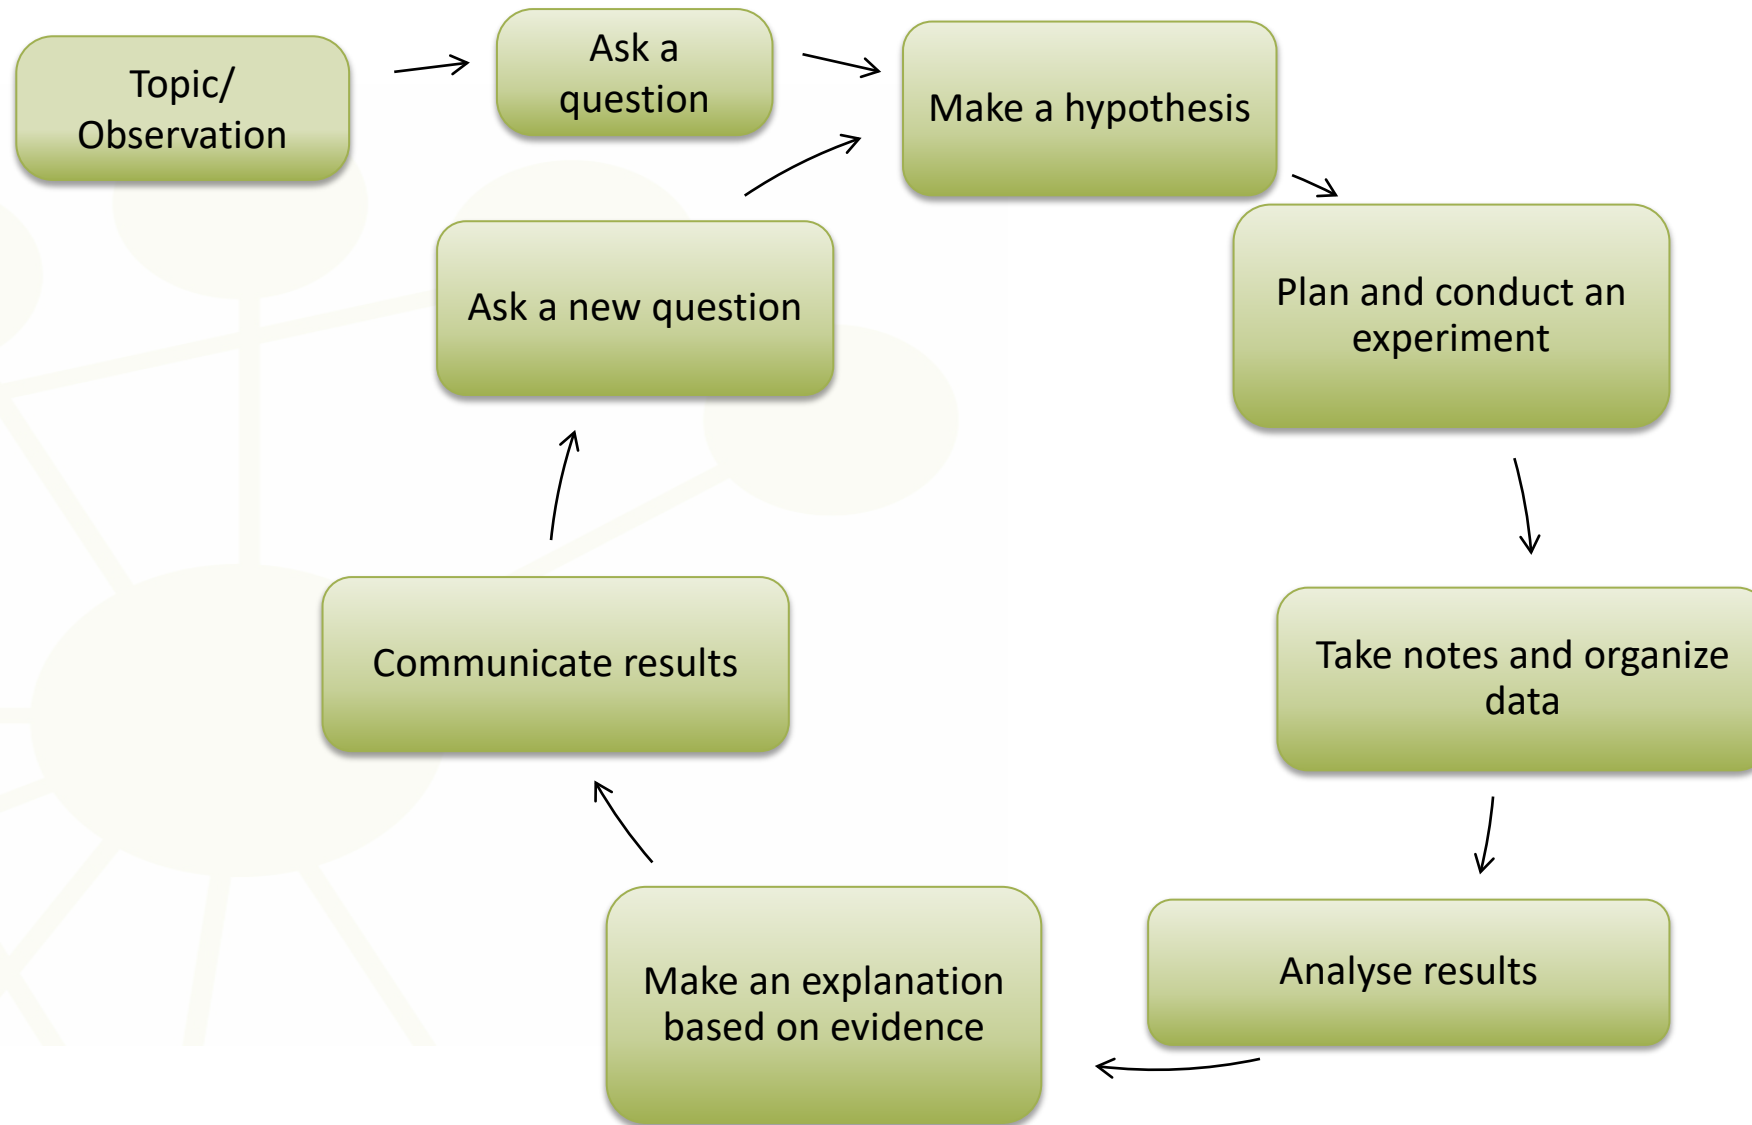 Topic/
Observation
Ask a
question
Make a hypothesis
Plan and conduct an
experiment
Take notes and organize
data
Analyse results
Make an explanation
based on evidence
Communicate results
Ask a new question